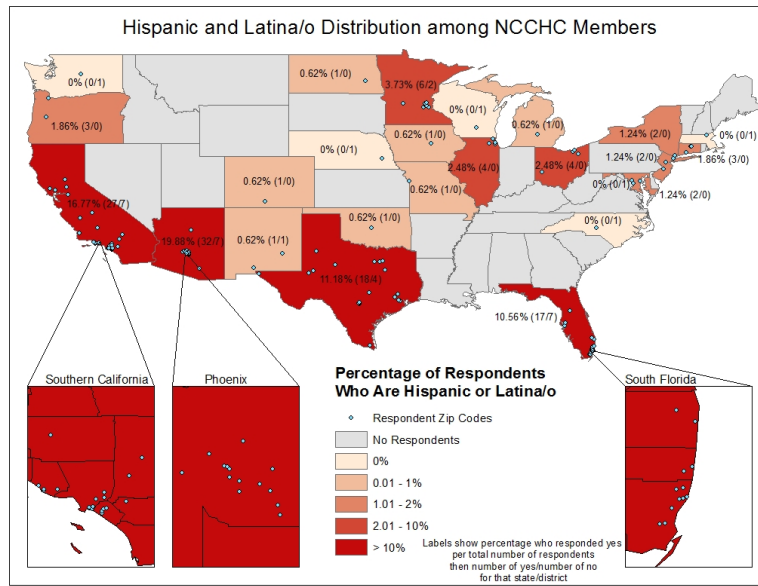 Hispanic and Latina/o Distribution among NCCHC Members
0% (0/1)
1.86% (3/0)
16.77% (27/7)
19.88% (32/7)
0.62% (1/0)
0.62% (1/1)
0.62% (1/0)
3.73% (6/2)
0% (0/1)
0% (0/1)
0.62% (1/0)
0.62% (1/0)
0.62% (1/0)
0.62% (1/0)
11.18% (18/4)
2.48% (4/0)
2.48% (4/0)
1.24% (2/0)
1.24% (2/0)
0% (0/1)
1.86% (3/0)
0% (0/1)
1.24% (2/0)
0% (0/1)
10.56% (17/7)
Southern California
Phoenix
South Florida
Percentage of Respondents
Who Are Hispanic or Latina/o
Respondent Zip Codes
No Respondents
0%
0.01 - 1%
1.01 - 2%
2.01 - 10%
> 10%
Labels show percentage who responded yes
per total number of respondents
then number of yes/number of no
for that state/district